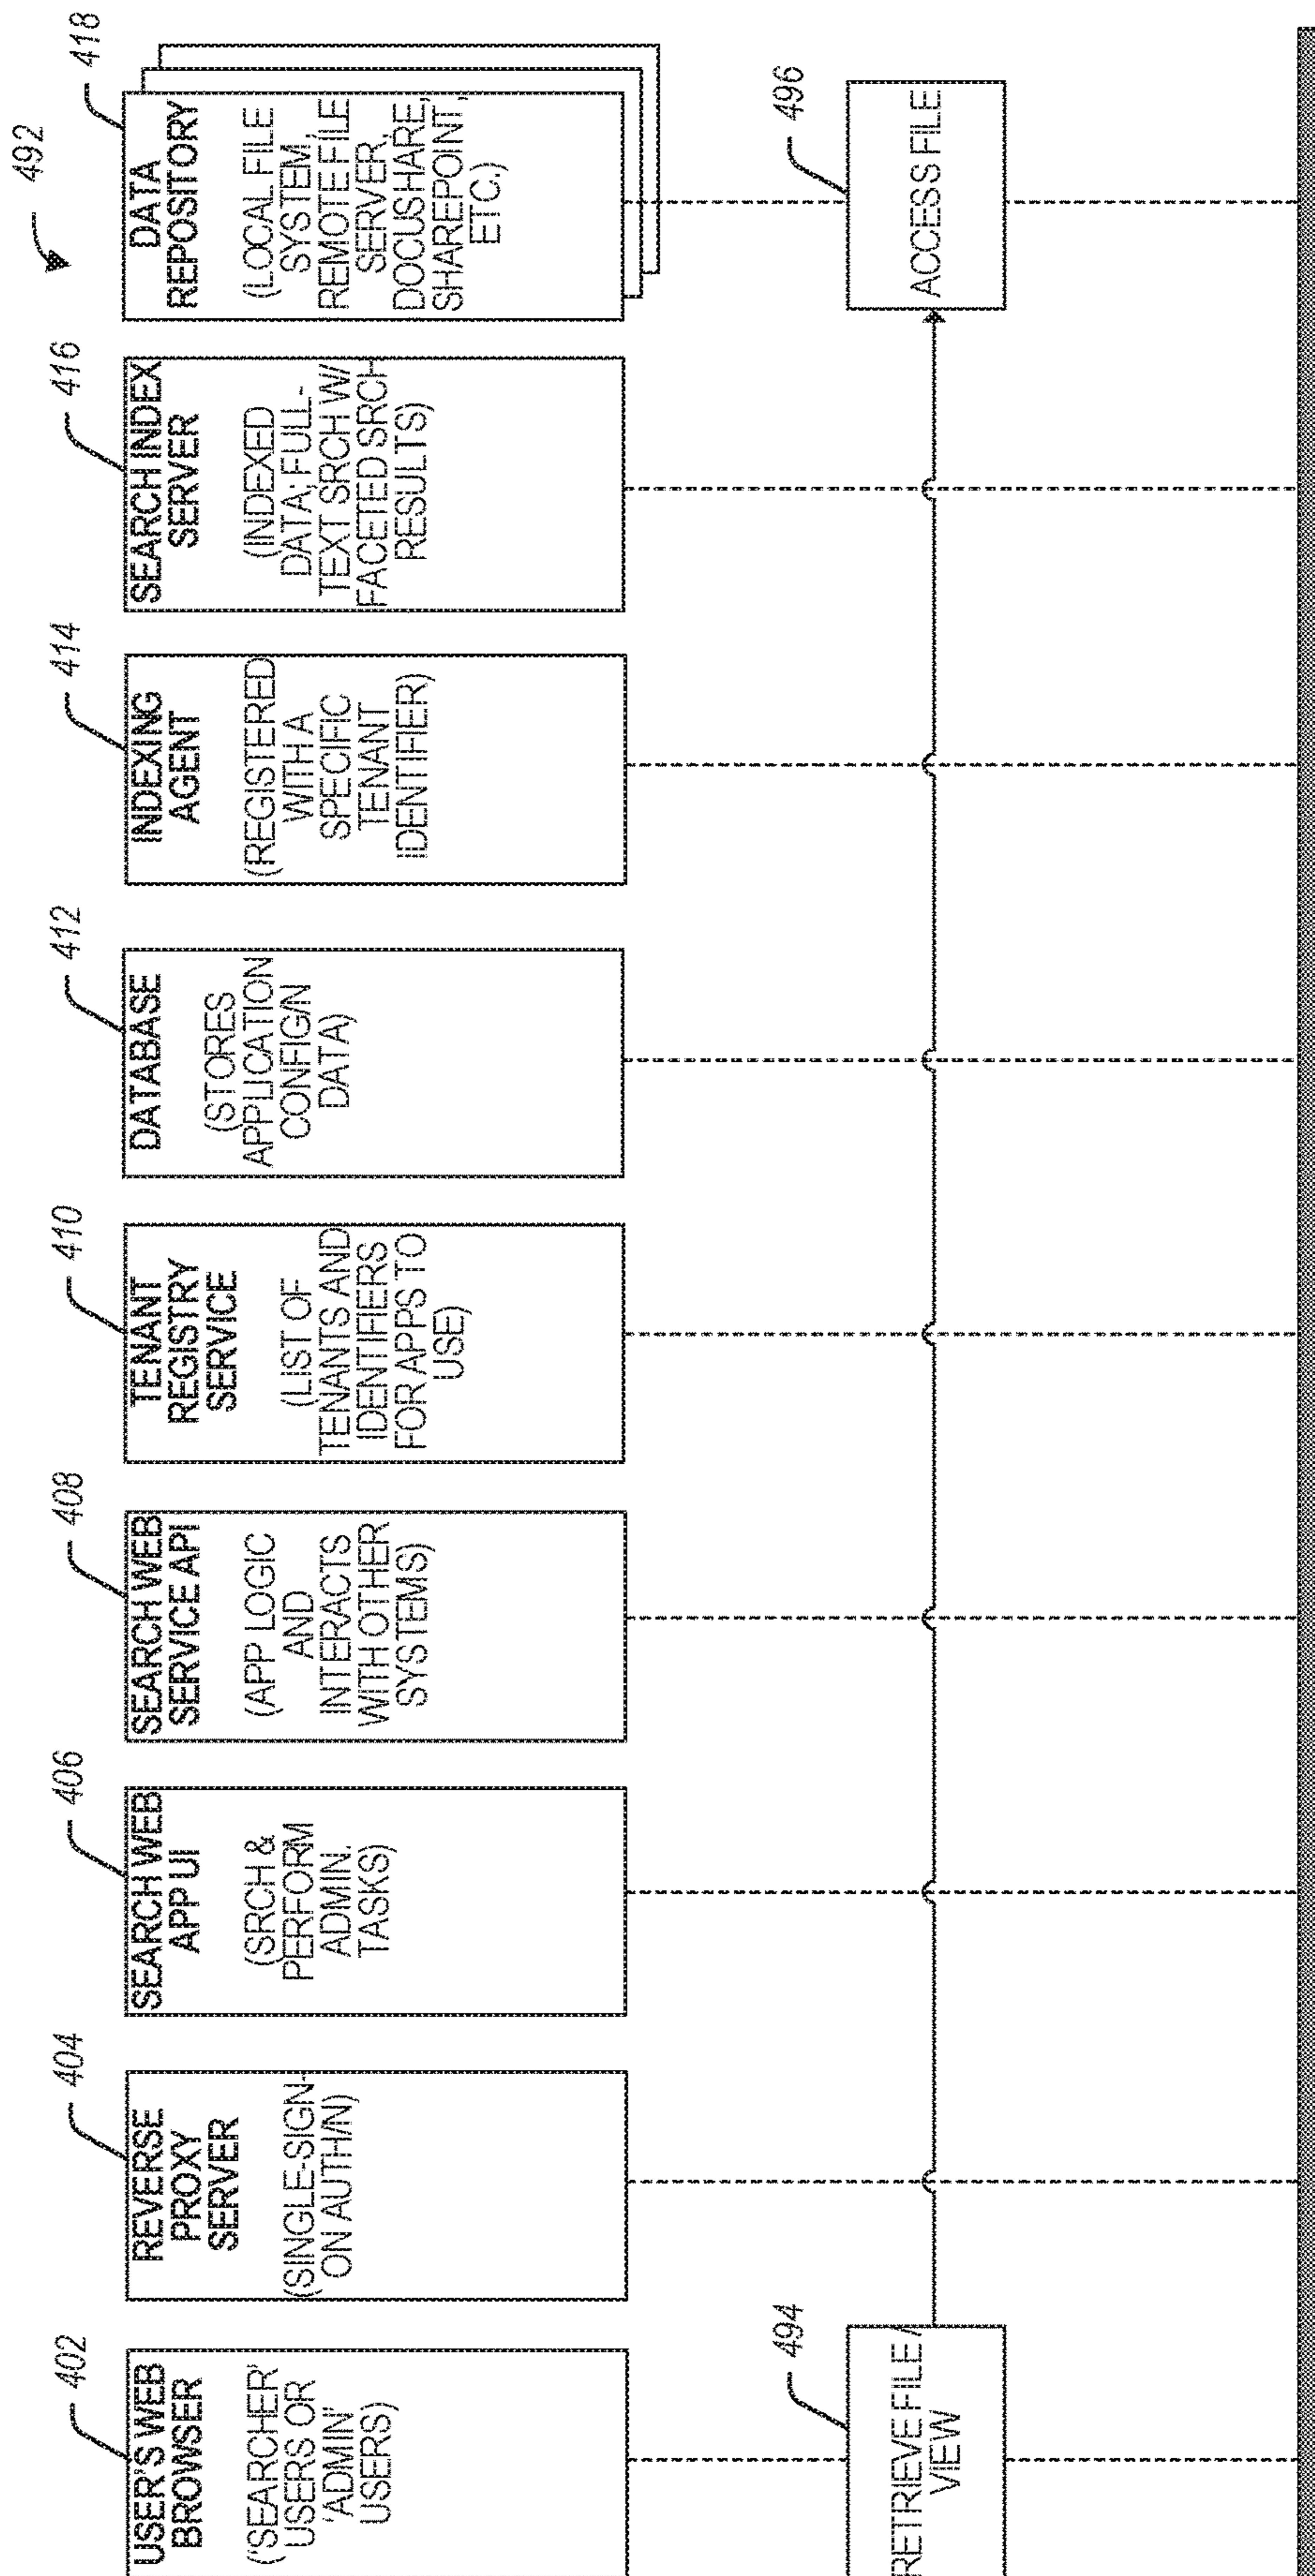 492
402
USER'S WEB
BROWSER
('SEARCHER'
USERS OR
'ADMIN'
USERS)
404
REVERSE
PROXY
SERVER
(SINGLE-SIGN-
ON AUTH/N)
406
SEARCH WEB
APP UI
(SRCH &
PERFORM
ADMIN.
TASKS)
408
SEARCH WEB
SERVICE API
(APP LOGIC
AND
INTERACTS
WITH OTHER
SYSTEMS)
410
TENANT
REGISTRY
SERVICE
(LIST OF
TENANTS AND
IDENTIFIERS
FOR APPS TO
USE)
412
DATABASE
(STORES
APPLICATION
CONFIG/N
DATA)
414
INDEXING
AGENT
(REGISTERED
WITH A
SPECIFIC
TENANT
IDENTIFIER)
416
SEARCH INDEX
SERVER
(INDEXED
DATA; FULL-
TEXT SRCH W/
FACETED SRCH
RESULTS)
418
DATA
REPOSITORY
(LOCAL FILE
SYSTEM,
REMOTE FILE
SERVER,
DOCUSHARE,
SHAREPOINT,
ETC.)
494
RETRIEVE FILE /
VIEW
496
ACCESS FILE